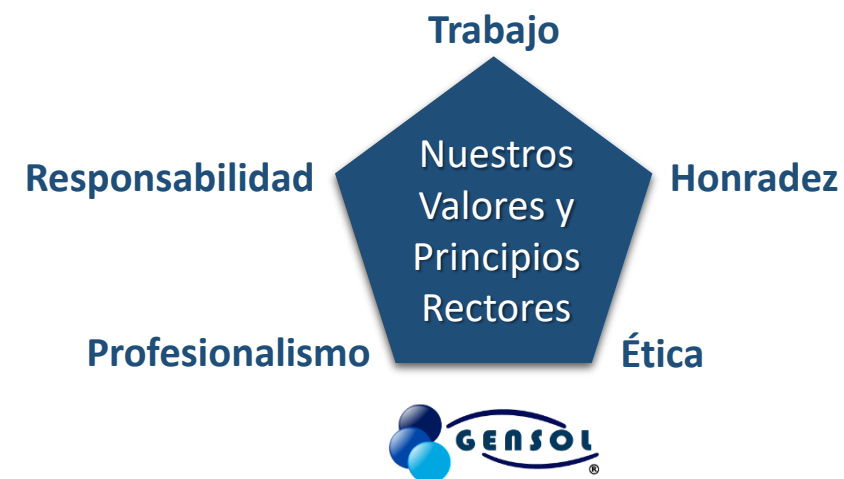 Trabajo
Responsabilidad
Nuestros
Valores y
Principios
Rectores
Honradez
Profesionalismo
Ética
GENSOL
®